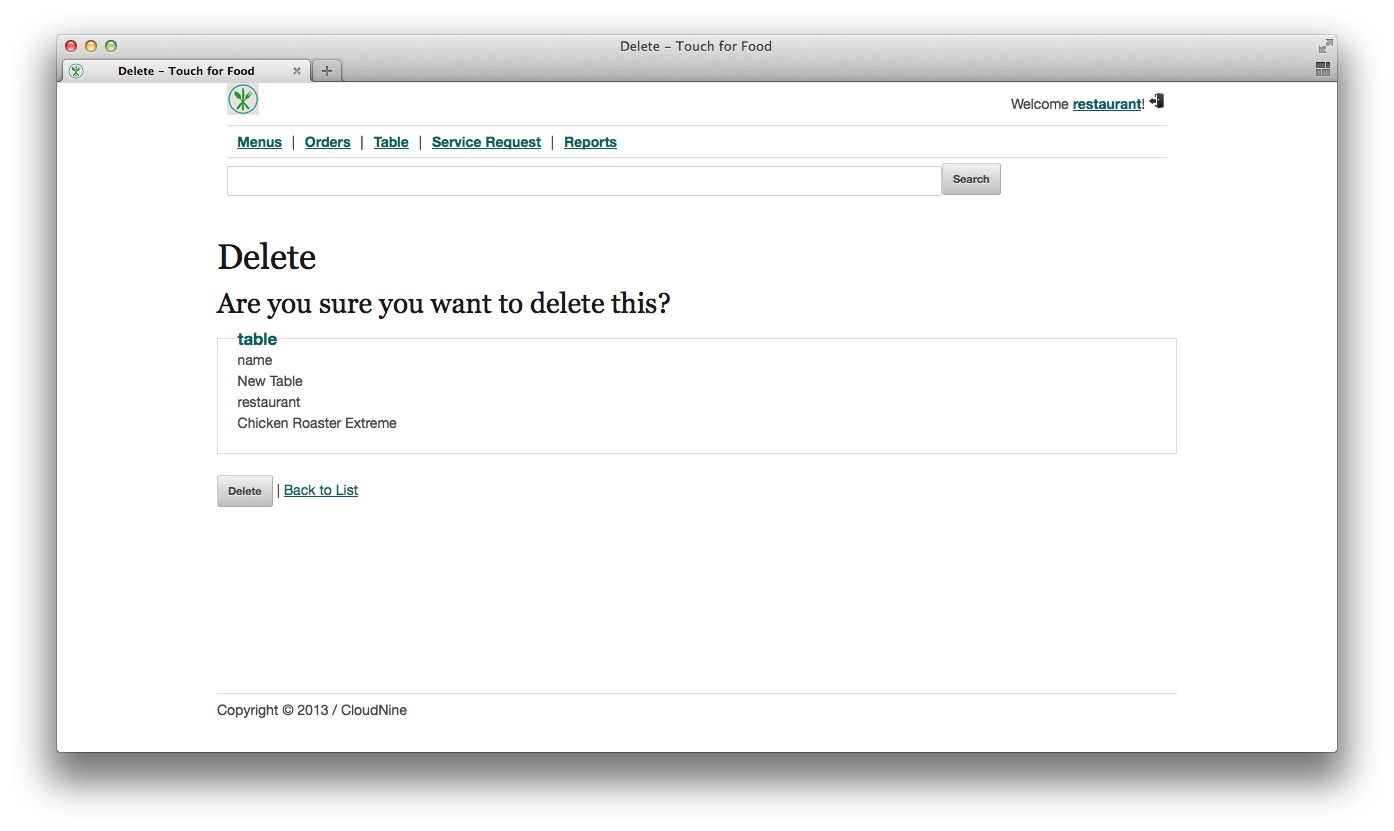 Delete – Touch for Food
Delete – Touch for Food
Welcome restaurant!
Menus | Orders | Table | Service Request | Reports
Search
Delete
Are you sure you want to delete this?
table
name
New Table
restaurant
Chicken Roaster Extreme
Delete | Back to List
Copyright © 2013 / CloudNine